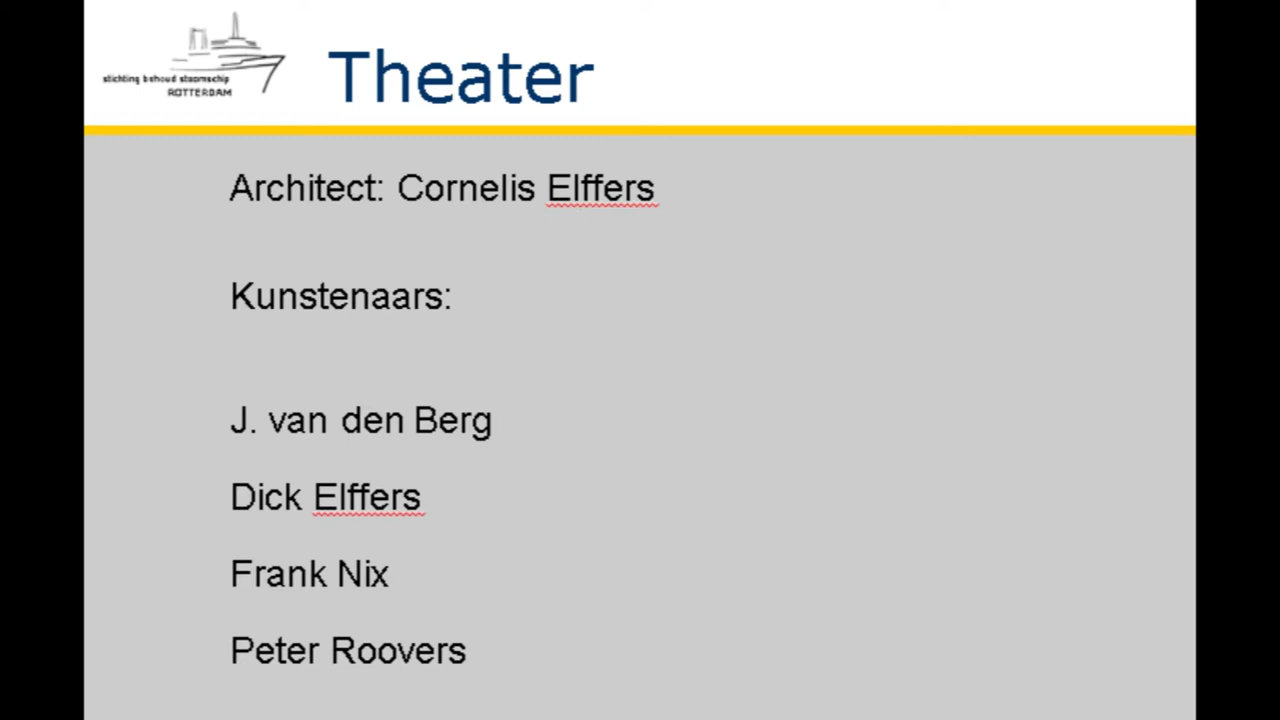 stichting behoud stoomschip
ROTTERDAM
Theater
Architect: Cornelis Elffers
Kunstenaars:
J. van den Berg
Dick Elffers
Frank Nix
Peter Roovers